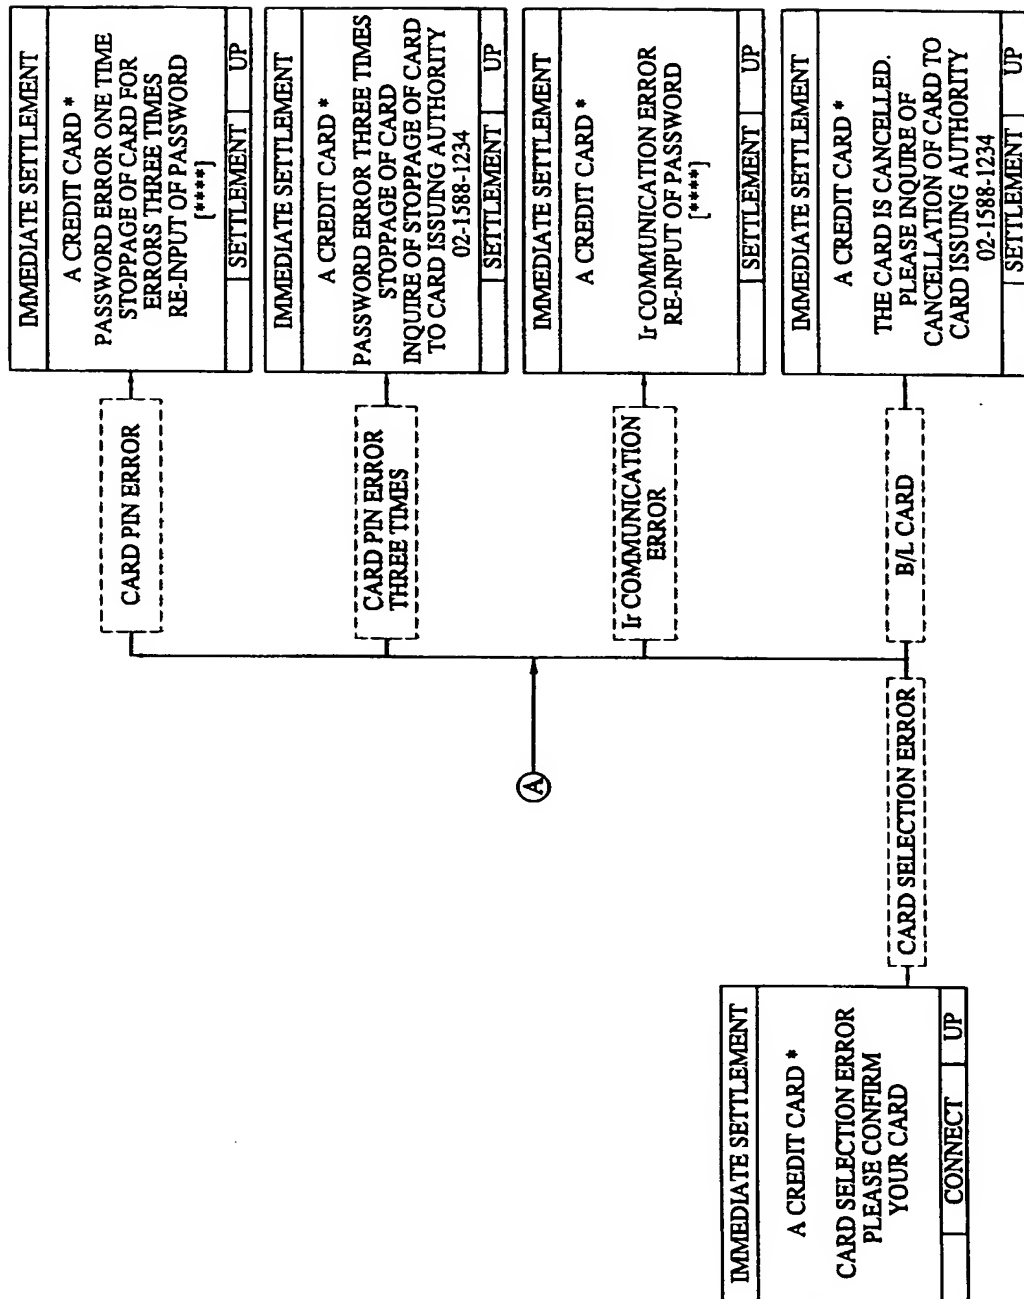 IMMEDIATE SETTLEMENT
A CREDIT CARD *
PASSWORD ERROR ONE TIME
STOPPAGE OF CARD FOR
ERRORS THREE TIMES
RE-INPUT OF PASSWORD
[****]
SETTLEMENT UP
CARD PIN ERROR
IMMEDIATE SETTLEMENT
A CREDIT CARD *
PASSWORD ERROR THREE TIMES
STOPPAGE OF CARD
INQUIRE OF STOPPAGE OF CARD
TO CARD ISSUING AUTHORITY
02-1588-1234
SETTLEMENT UP
CARD PIN ERROR
THREE TIMES
IMMEDIATE SETTLEMENT
A CREDIT CARD *
Ir COMMUNICATION ERROR
RE-INPUT OF PASSWORD
[****]
SETTLEMENT UP
Ir COMMUNICATION
ERROR
A
IMMEDIATE SETTLEMENT
A CREDIT CARD *
THE CARD IS CANCELLED.
PLEASE INQUIRE OF
CANCELLATION OF CARD TO
CARD ISSUING AUTHORITY
02-1588-1234
SETTLEMENT UP
B/L CARD
CARD SELECTION ERROR
IMMEDIATE SETTLEMENT
A CREDIT CARD *
CARD SELECTION ERROR
PLEASE CONFIRM
YOUR CARD
CONNECT UP